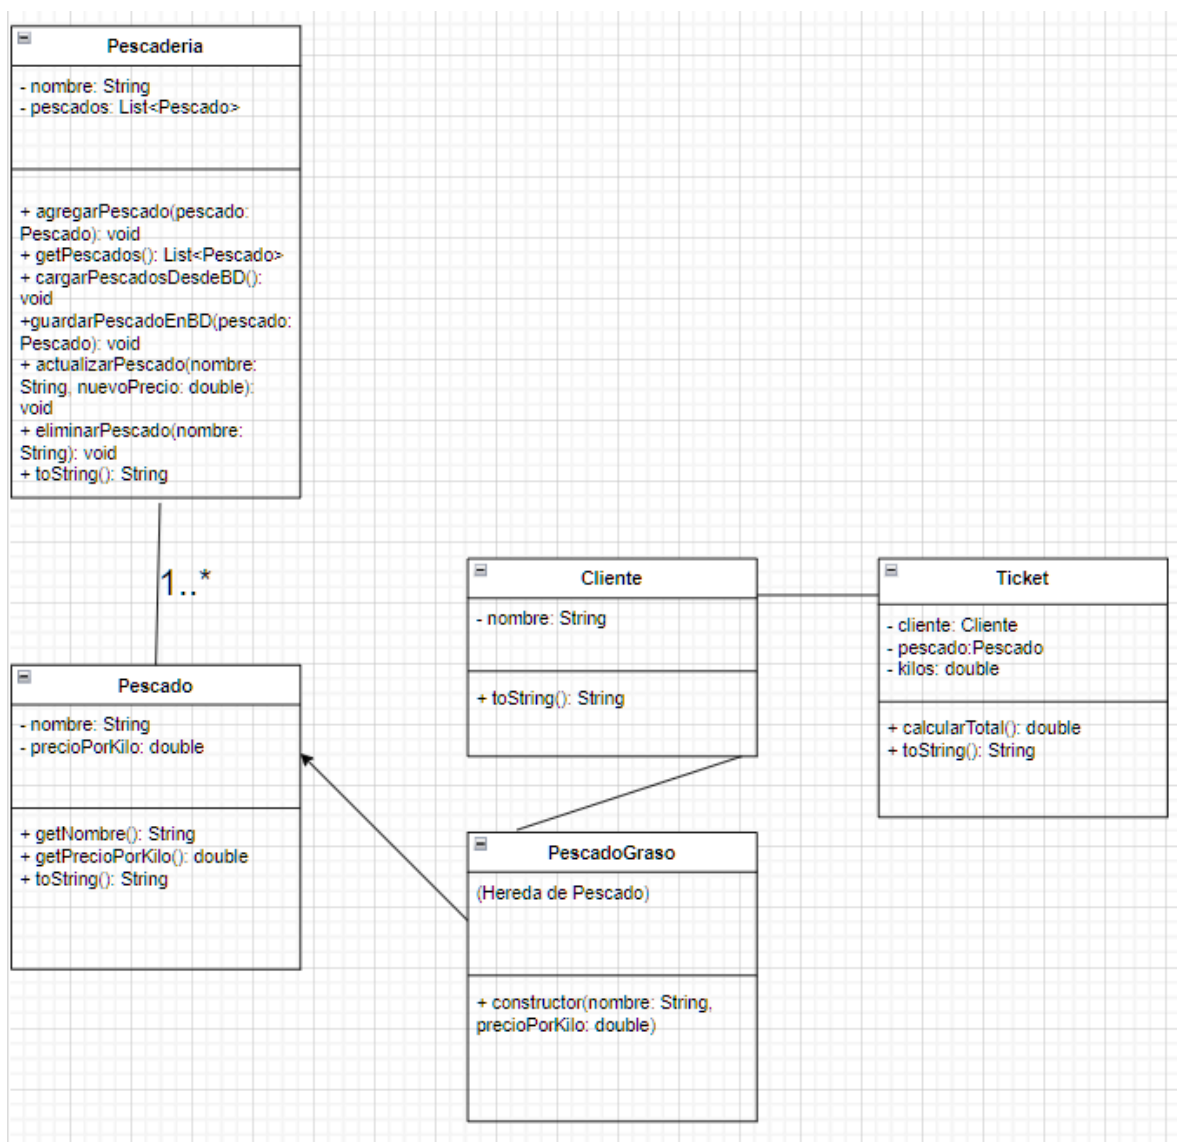 Pescaderia
- nombre: String
- pescados: List<Pescado>
+ agregarPescado(pescado:
Pescado): void
+ getPescados(): List<Pescado>
+ cargarPescadosDesdeBD():
void
+guardarPescadoEnBD(pescado:
Pescado): void
+ actualizarPescado(nombre:
String, nuevoPrecio: double):
void
+ eliminarPescado(nombre:
String): void
+ toString(): String
1..*
Pescado
- nombre: String
- precioPorKilo: double
+ getNombre(): String
+ getPrecioPorKilo(): double
+ toString(): String
Cliente
- nombre: String
+ toString(): String
Ticket
- cliente: Cliente
- pescado:Pescado
- kilos: double
+ calcularTotal(): double
+ toString(): String
PescadoGraso
(Hereda de Pescado)
+ constructor(nombre: String,
precioPorKilo: double)